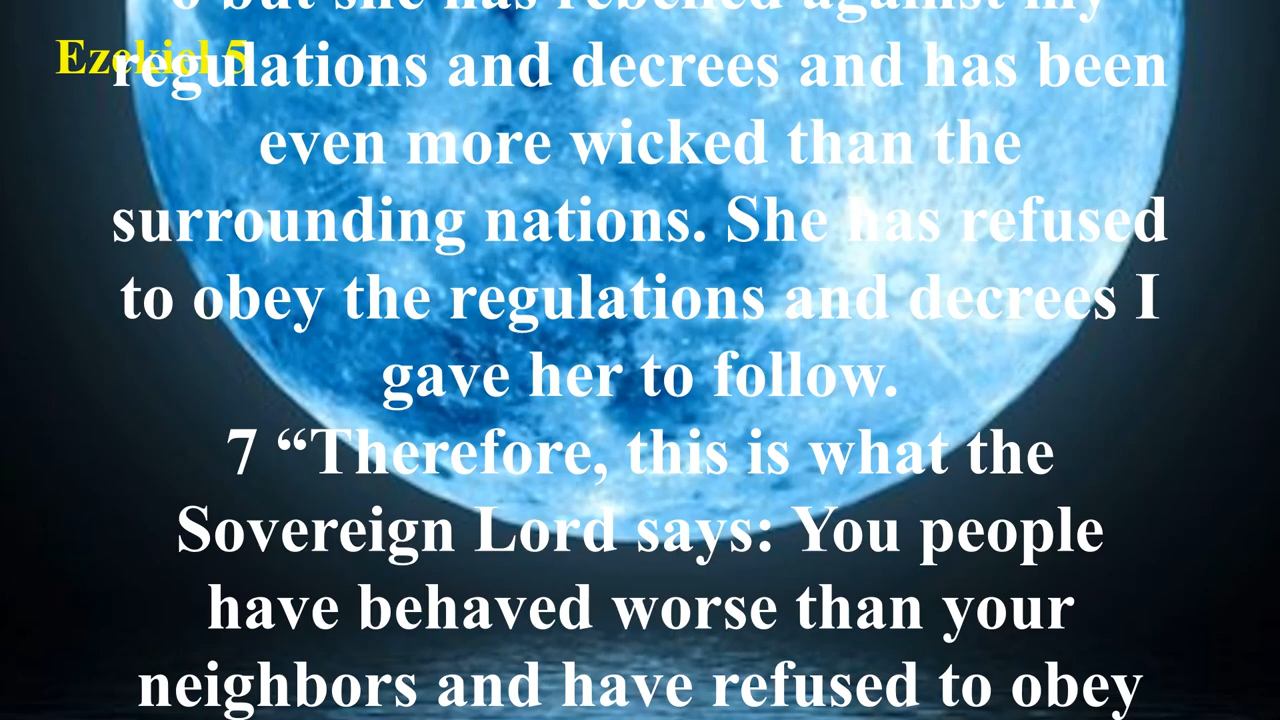 6 but she has rebelled against my
Ezekiel 5
regulations and decrees and has been
even more wicked than the
surrounding nations. She has refused
to obey the regulations and decrees I
gave her to follow.
7 “Therefore, this is what the
Sovereign Lord says: You people
have behaved worse than your
neighbors and have refused to obey